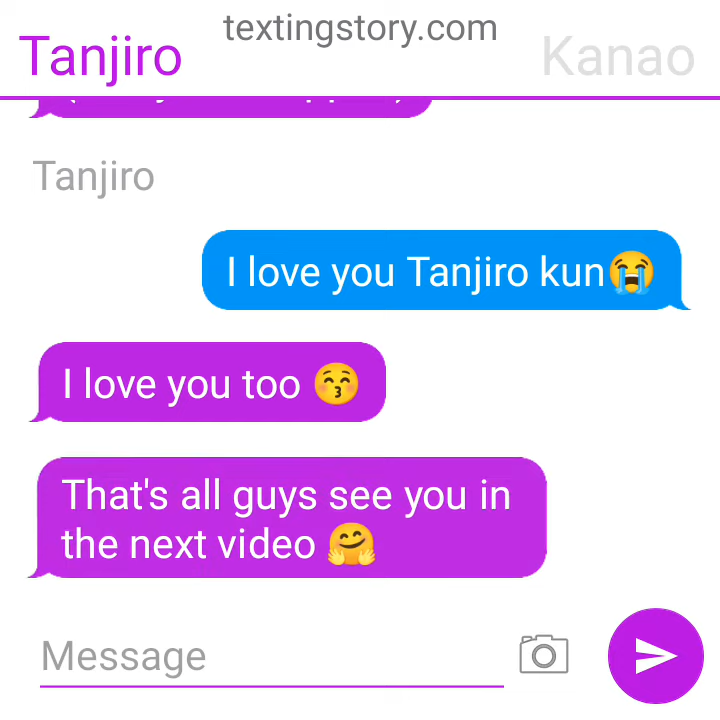 textingstory.com
Tanjiro
Kanao
Tanjiro
I love you Tanjiro kun😭
I love you too 😚
That's all guys see you in
the next video 🤗
Message